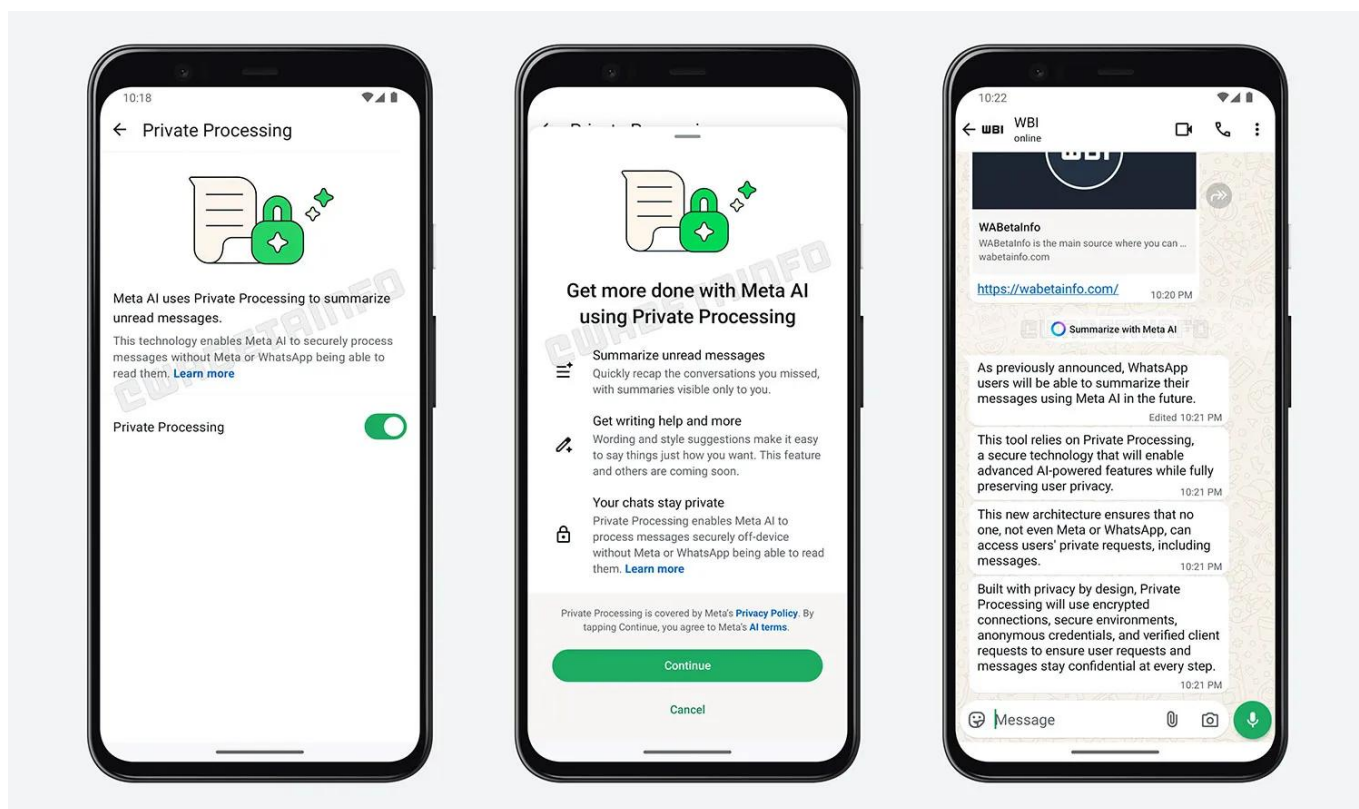 10:18
Private Processing
Meta AI uses Private Processing to summarize
unread messages.
This technology enables Meta AI to securely process
messages without Meta or WhatsApp being able to
read them. Learn more
Private Processing
CWABETAINFO
Get more done with Meta AI
using Private Processing
Summarize unread messages
Quickly recap the conversations you missed,
with summaries visible only to you.
Get writing help and more
Wording and style suggestions make it easy
to say things just how you want. This feature
and others are coming soon.
Your chats stay private
Private Processing enables Meta AI to
process messages securely off-device
without Meta or WhatsApp being able to read
them. Learn more
Private Processing is covered by Meta's Privacy Policy. By
tapping Continue, you agree to Meta's AI terms.
Continue
Cancel
CWABETAINFO
10:22
WBI
WBI
online
WBI
WABetaInfo
WABetaInfo is the main source where you can ...
wabetainfo.com
https://wabetainfo.com/
10:20 PM
Summarize with Meta AI
As previously announced, WhatsApp
users will be able to summarize their
messages using Meta AI in the future.
Edited 10:21 PM
This tool relies on Private Processing,
a secure technology that will enable
advanced AI-powered features while fully
preserving user privacy.
10:21 PM
This new architecture ensures that no
one, not even Meta or WhatsApp, can
access users' private requests, including
messages.
10:21 PM
Built with privacy by design, Private
Processing will use encrypted
connections, secure environments,
anonymous credentials, and verified client
requests to ensure user requests and
messages stay confidential at every step.
10:21 PM
Message